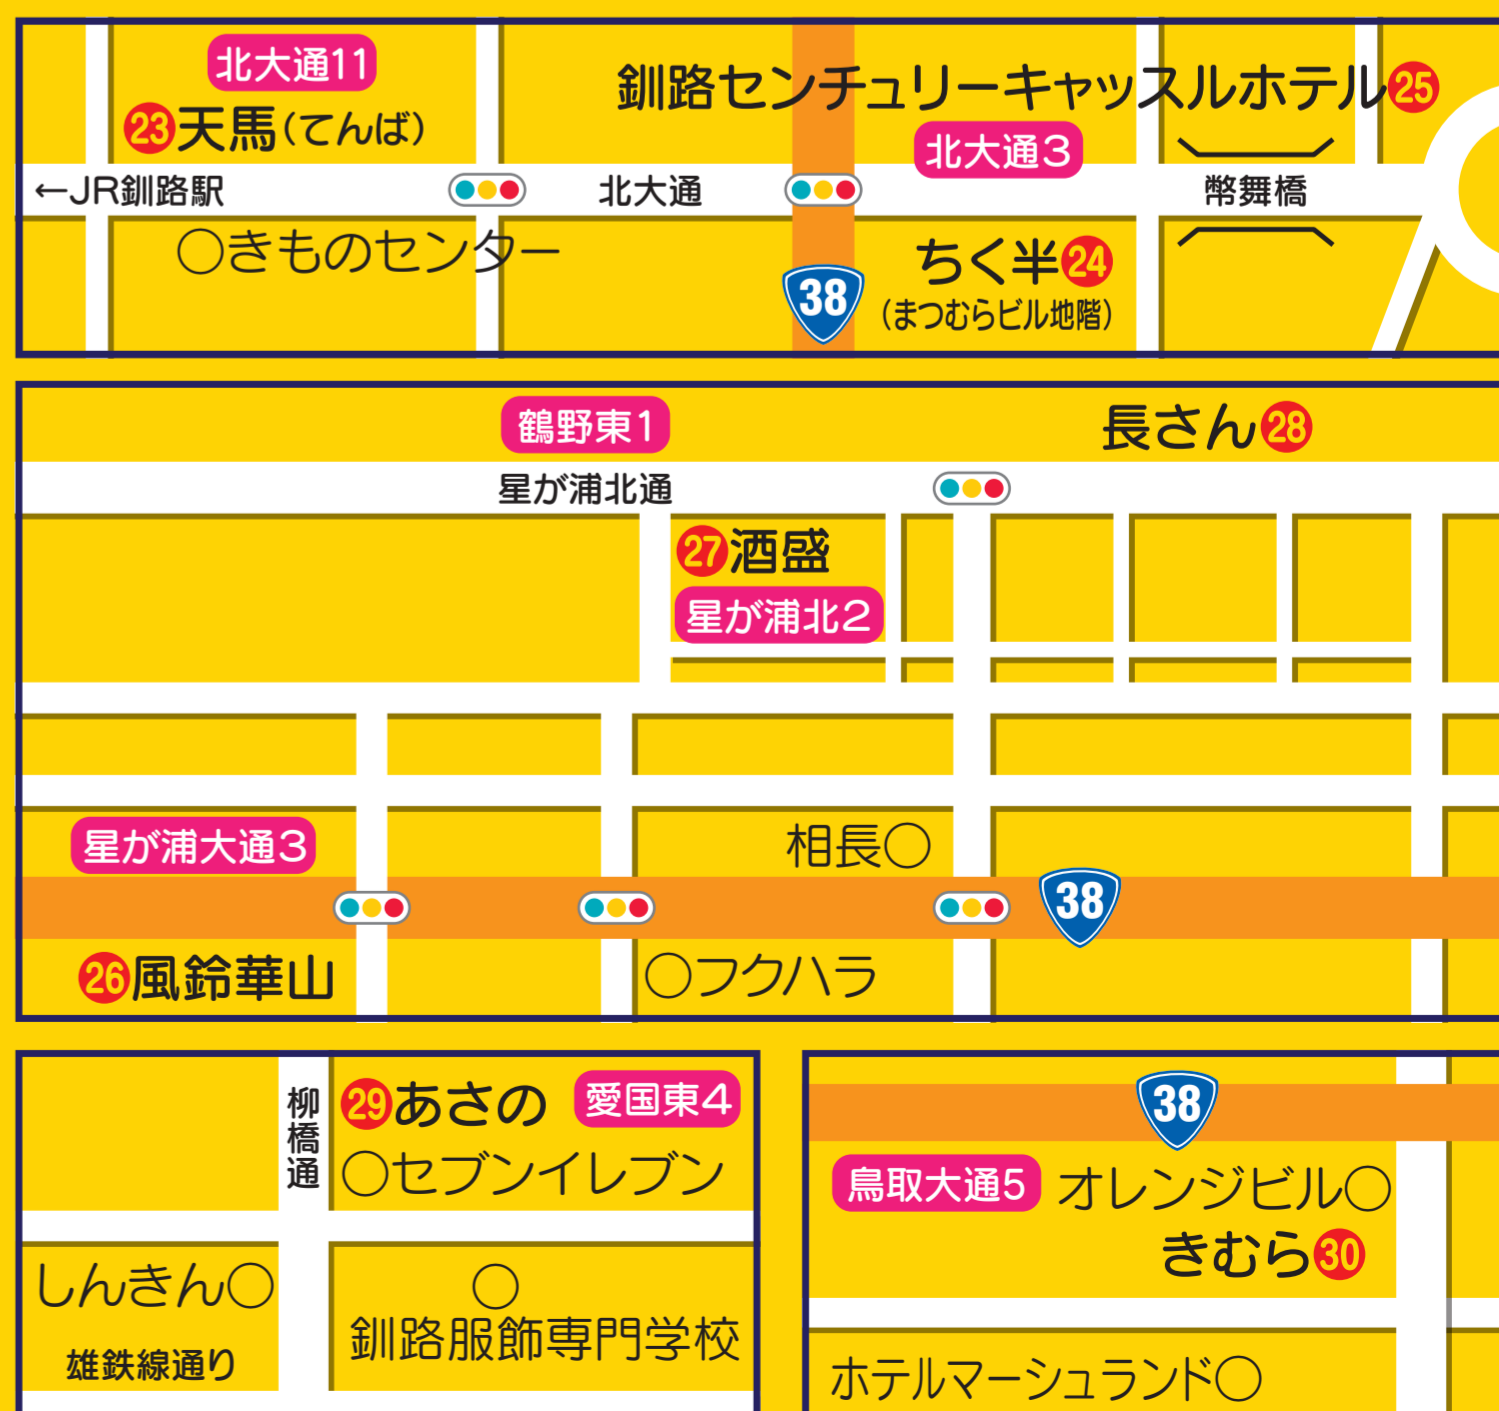 北大通11
㉓天馬(てんば)
釧路センチュリーキャッスルホテル㉕
北大通3
←JR釧路駅
北大通
幣舞橋
○きものセンター
38
ちく半㉔
(まつむらビル地階)
鶴野東1
長さん㉘
星が浦北通
㉗酒盛
星が浦北2
星が浦大通3
相長○
38
㉖風鈴華山
○フクハラ
柳橋通
㉙あさの
愛国東4
○セブンイレブン
しんきん○
○
釧路服飾専門学校
雄鉄線通り
38
鳥取大通5
オレンジビル○
きむら㉚
ホテルマーシュランド○